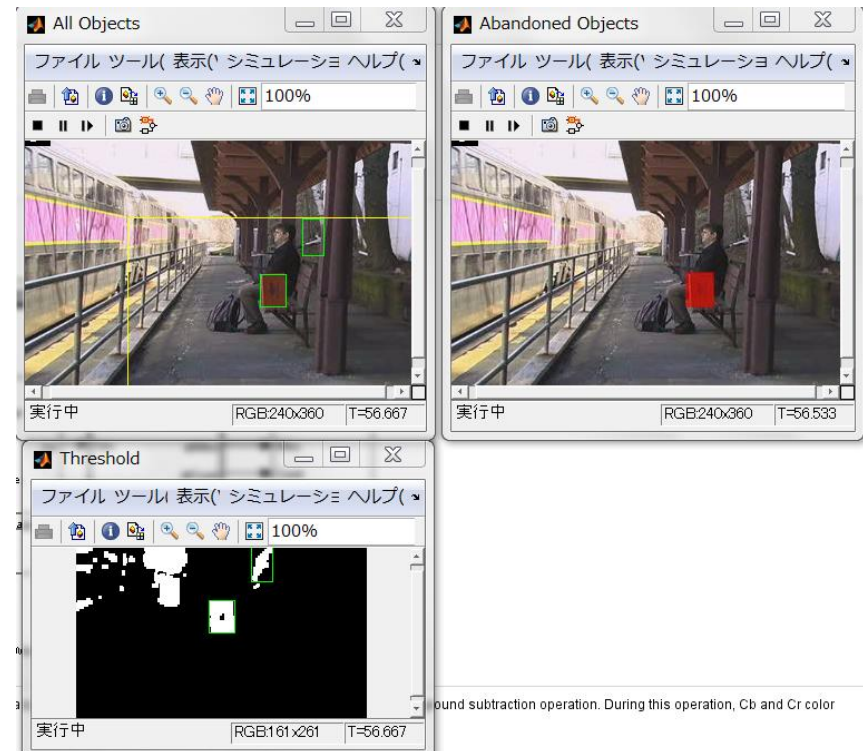 All Objects
ファイル ツール( 表示(' シミュレーショ ヘルプ(
100%
実行中 RGB:240x360 T=56.667
Abandoned Objects
ファイル ツール( 表示(' シミュレーショ ヘルプ(
100%
実行中 RGB:240x360 T=56.533
Threshold
ファイル ツール( 表示(' シミュレーショ ヘルプ(
100%
実行中 RGB:161x261 T=56.667
ound subtraction operation. During this operation, Cb and Cr color